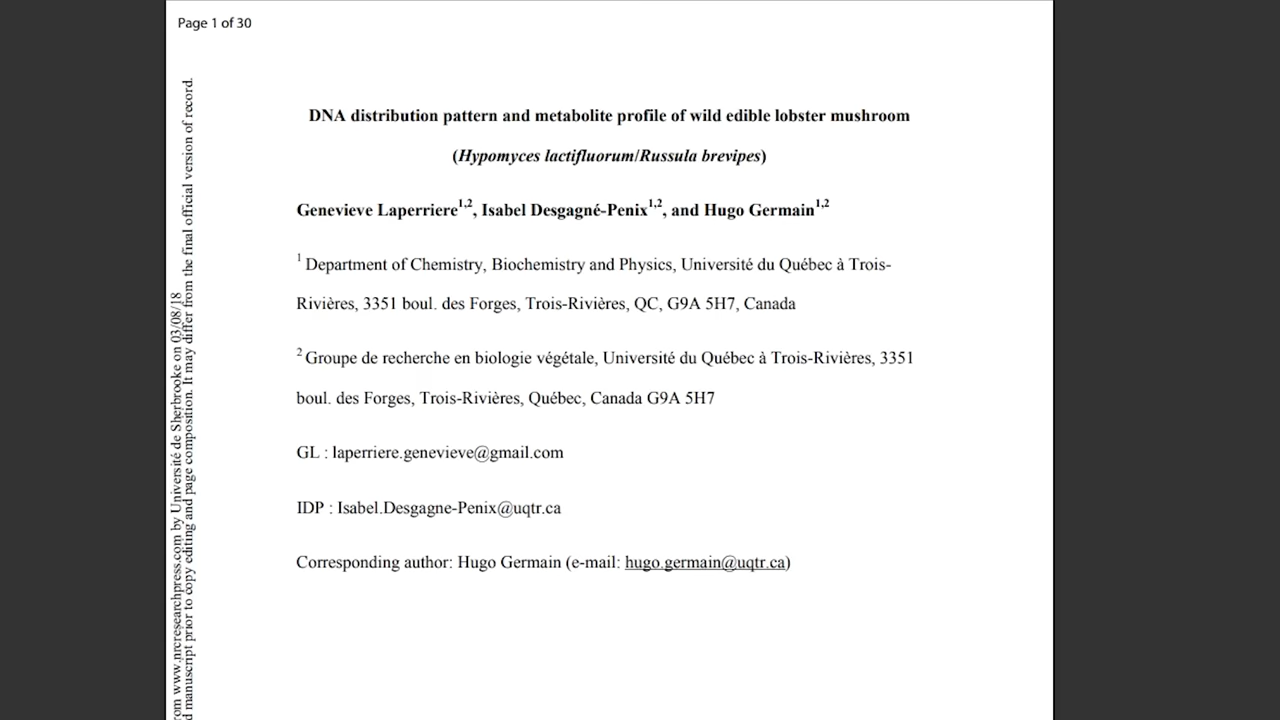 Page 1 of 30
DNA distribution pattern and metabolite profile of wild edible lobster mushroom
(Hypomyces lactifluorum/Russula brevipes)
Genevieve Laperriere1,2, Isabel Desgagné-Penix1,2, and Hugo Germain1,2
1 Department of Chemistry, Biochemistry and Physics, Université du Québec à Trois-
Rivières, 3351 boul. des Forges, Trois-Rivières, QC, G9A 5H7, Canada
2 Groupe de recherche en biologie végétale, Université du Québec à Trois-Rivières, 3351
boul. des Forges, Trois-Rivières, Québec, Canada G9A 5H7
GL : laperriere.genevieve@gmail.com
IDP : Isabel.Desgagne-Penix@uqtr.ca
Corresponding author: Hugo Germain (e-mail: hugo.germain@uqtr.ca)
www.nrcresearchpress.com by Université de Sherbrooke on 03/08/18
manuscript prior to copy editing and page composition. It may differ from the final official version of record.